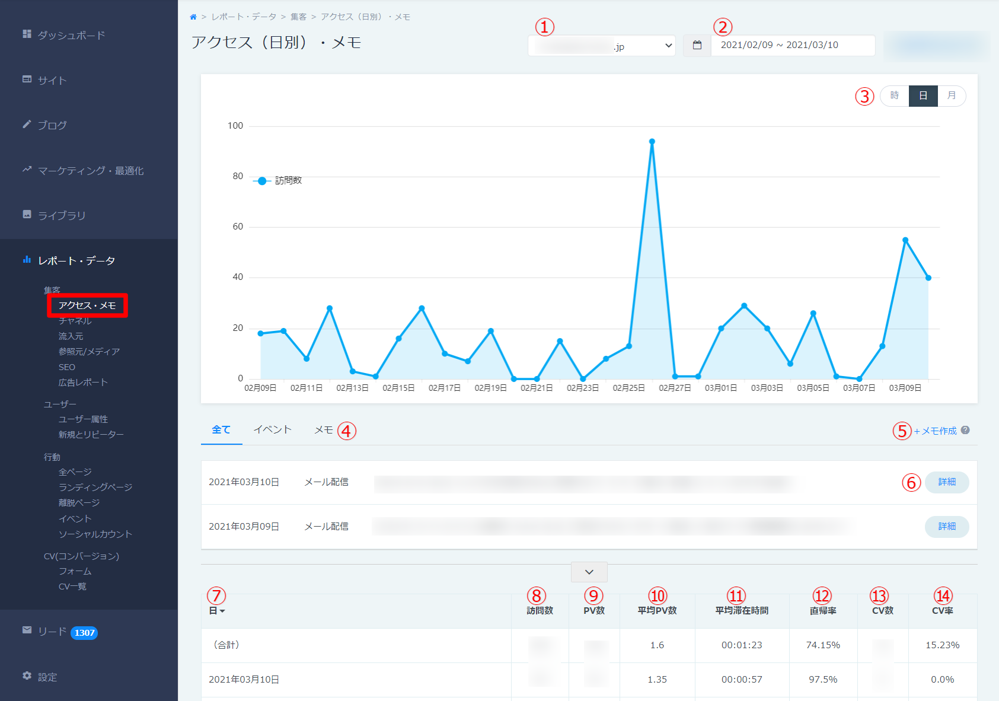 ダッシュボード
サイト
ブログ
マーケティング・最適化
ライブラリ
レポート・データ
集客
アクセス・メモ
チャネル
流入元
参照元/メディア
SEO
広告レポート
ユーザー
ユーザー属性
新規とリピーター
行動
全ページ
ランディングページ
離脱ページ
イベント
ソーシャルカウント
CV(コンバージョン)
フォーム
CV一覧
リード 1307
設定
> レポート・データ > 集客 > アクセス（日別）・メモ
アクセス（日別）・メモ
① .jp
② 2021/02/09 ~ 2021/03/10
③ 時 日 月
100
80
60
40
20
0
訪問数
02月09日 02月11日 02月13日 02月15日 02月17日 02月19日 02月21日 02月23日 02月25日 02月27日 03月01日 03月03日 03月05日 03月07日 03月09日
全て イベント メモ ④ ⑤ +メモ作成 ?
2021年03月10日 メール配信 ⑥ 詳細
2021年03月09日 メール配信 詳細
⑦ ⑧ ⑨ ⑩ ⑪ ⑫ ⑬ ⑭
日 訪問数 PV数 平均PV数 平均滞在時間 直帰率 CV数 CV率
（合計） 1.6 00:01:23 74.15% 15.23%
2021年03月10日 1.35 00:00:57 97.5% 0.0%